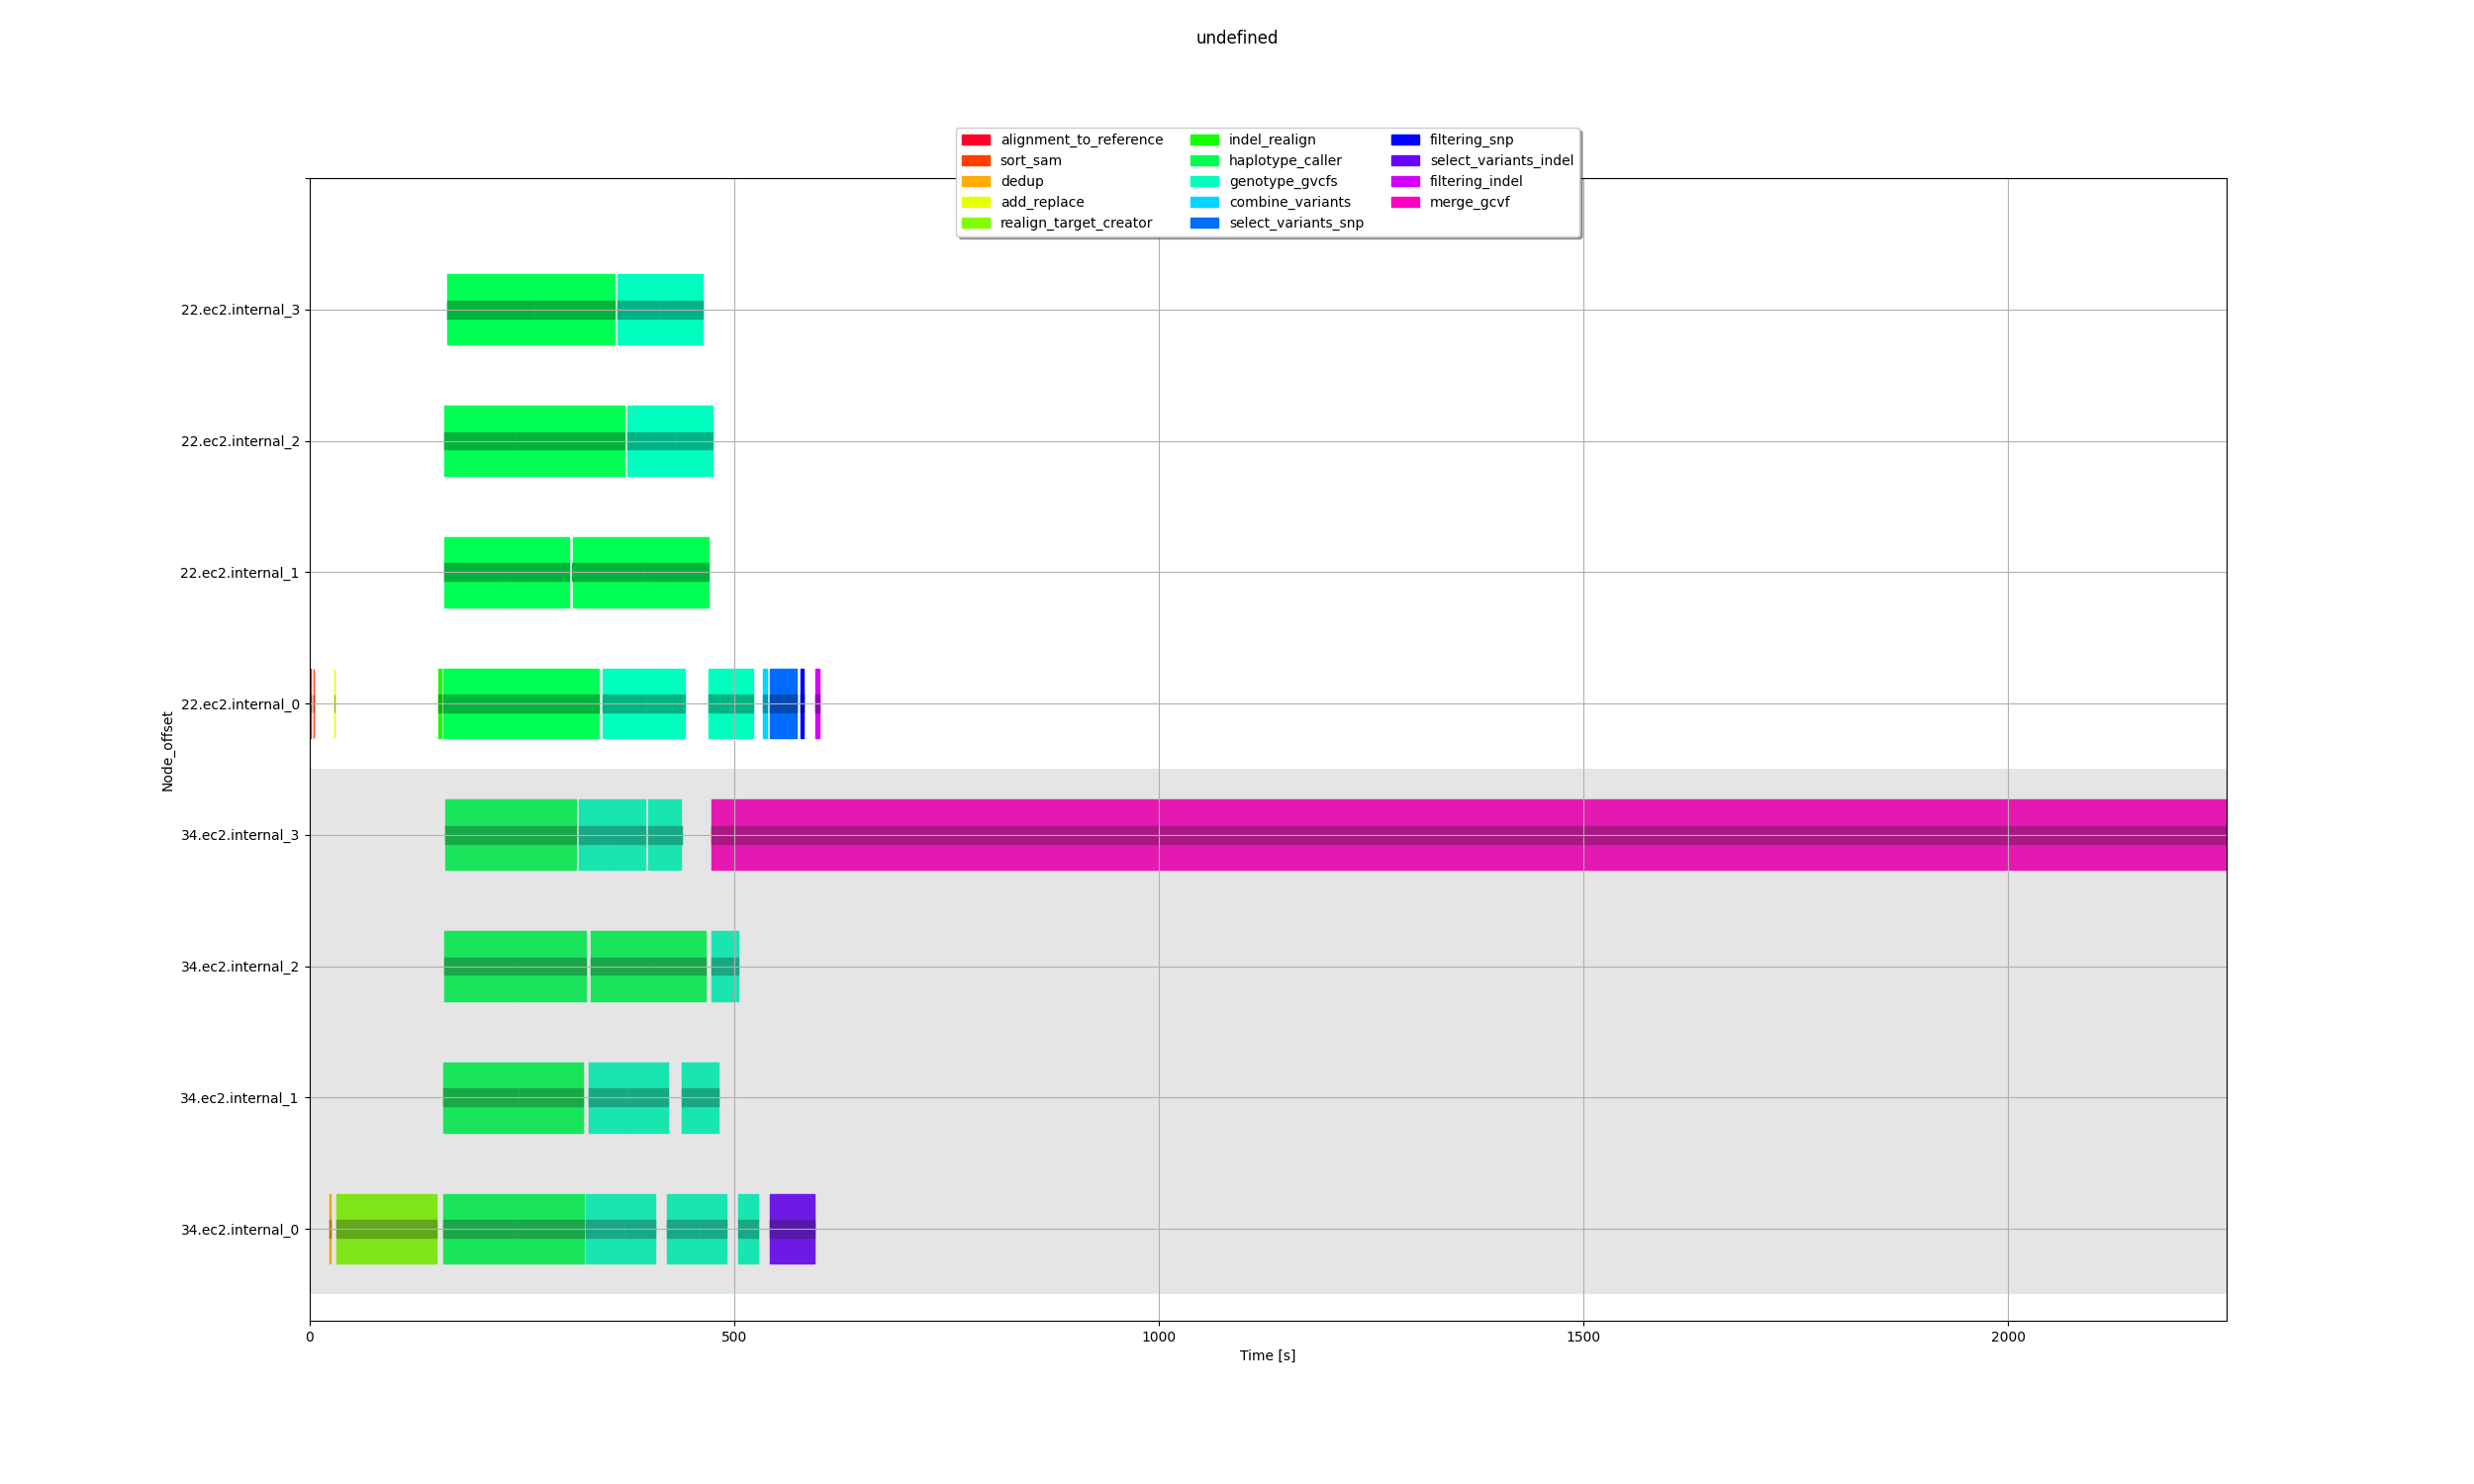 undefined
alignment_to_reference
sort_sam
dedup
add_replace
realign_target_creator
indel_realign
haplotype_caller
genotype_gvcfs
combine_variants
select_variants_snp
filtering_snp
select_variants_indel
filtering_indel
merge_gcvf
22.ec2.internal_3
22.ec2.internal_2
22.ec2.internal_1
22.ec2.internal_0
34.ec2.internal_3
34.ec2.internal_2
34.ec2.internal_1
34.ec2.internal_0
Node_offset
0 500 1000 1500 2000
Time [s]